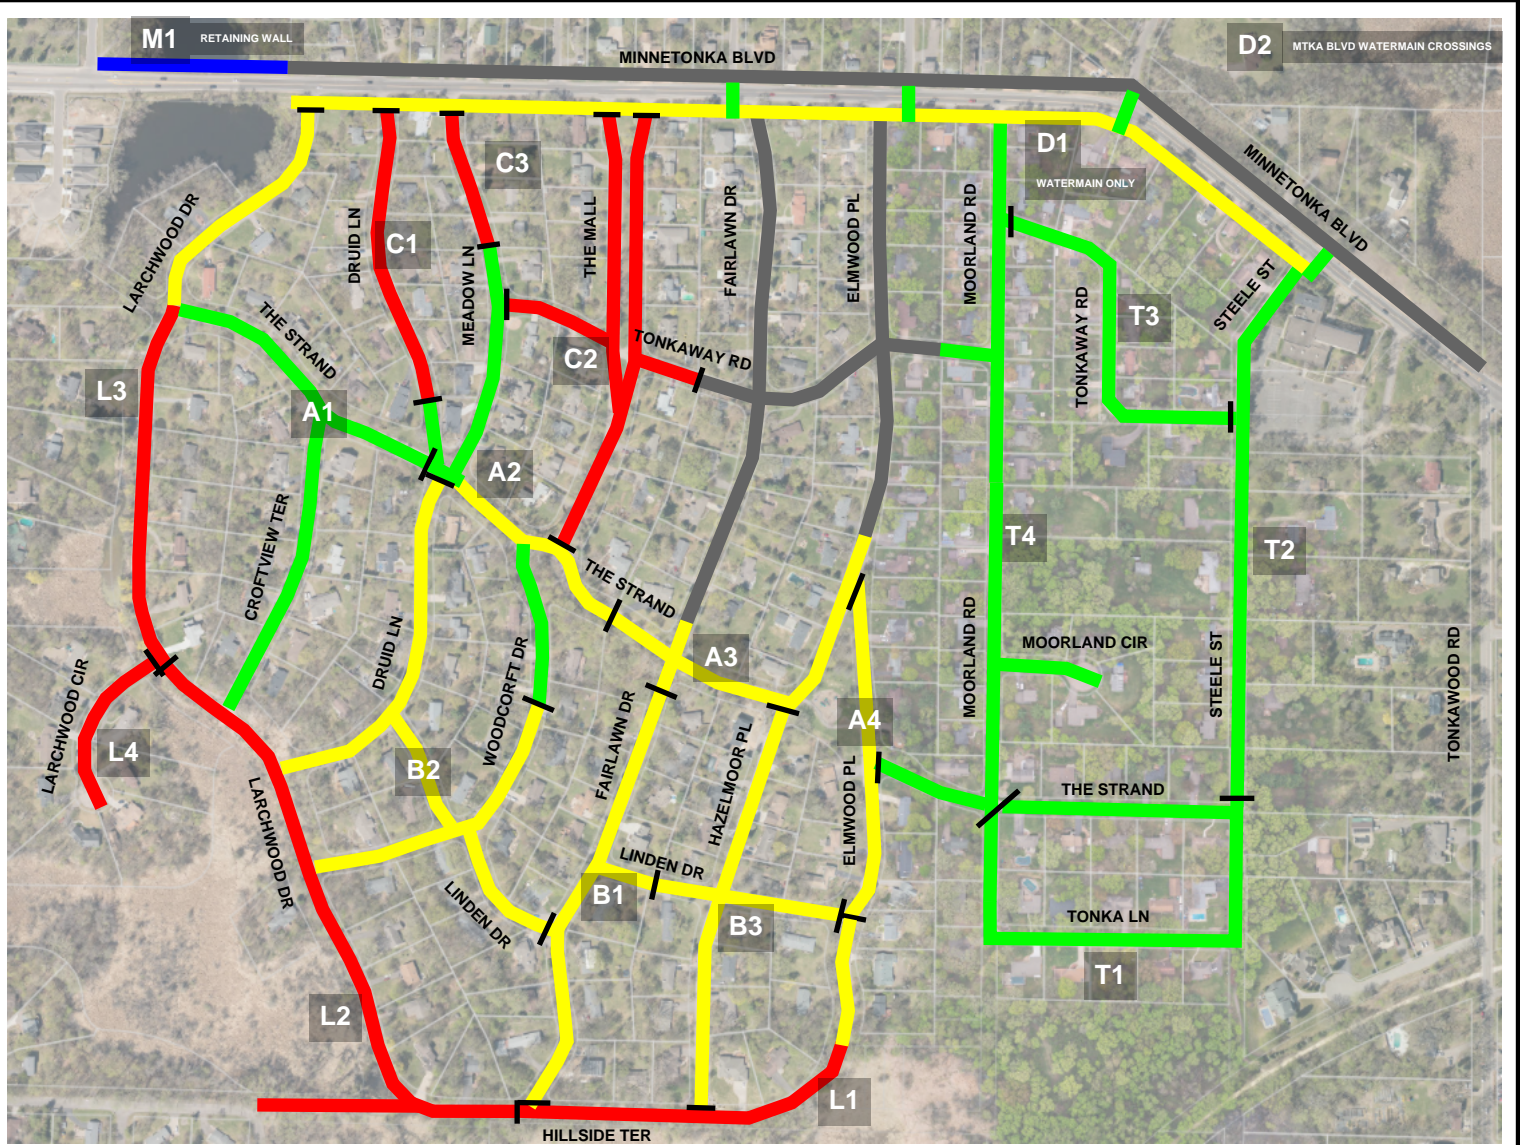 M1 RETAINING WALL
D2 MTKA BLVD WATERMAIN CROSSINGS
MINNETONKA BLVD
D1
WATERMAIN ONLY
MINNETONKA BLVD
C3
LARCHWOOD DR
DRUID LN
C1
MEADOW LN
THE MALL
FAIRLAWN DR
ELMWOOD PL
MOORLAND RD
TONKAWAY RD
T3
STEELE ST
THE STRAND
C2
TONKAWAY RD
L3
A1
A2
CROFTVIEW TER
T4
T2
THE STRAND
DRUID LN
WOODCORFT DR
A3
MOORLAND RD
MOORLAND CIR
STEELE ST
TONKAWOOD RD
LARCHWOOD CIR
L4
B2
FAIRLAWN DR
HAZELMOOR PL
A4
ELMWOOD PL
THE STRAND
LARCHWOOD DR
LINDEN DR
B1
LINDEN DR
B3
TONKA LN
T1
L2
L1
HILLSIDE TER